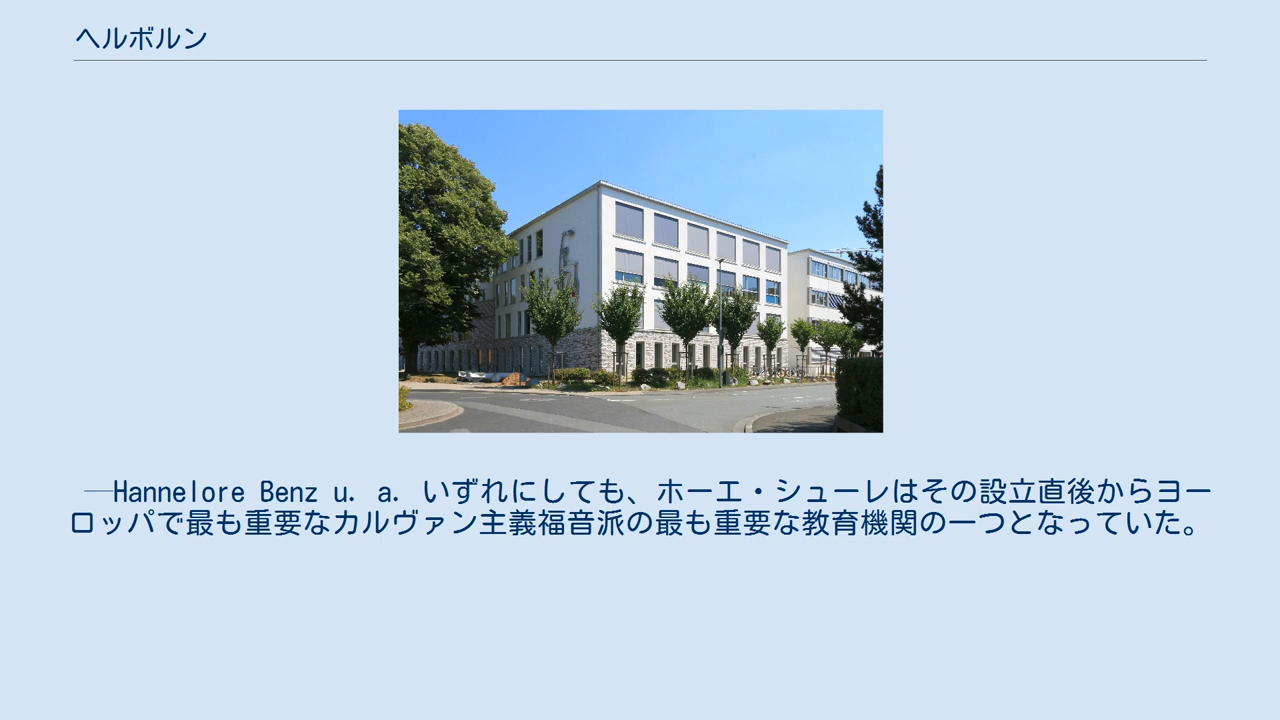 ヘルボルン
―Hannelore Benz u. a. いずれにしても、ホーエ・シューレはその設立直後からヨー
ロッパで最も重要なカルヴァン主義福音派の最も重要な教育機関の一つとなっていた。